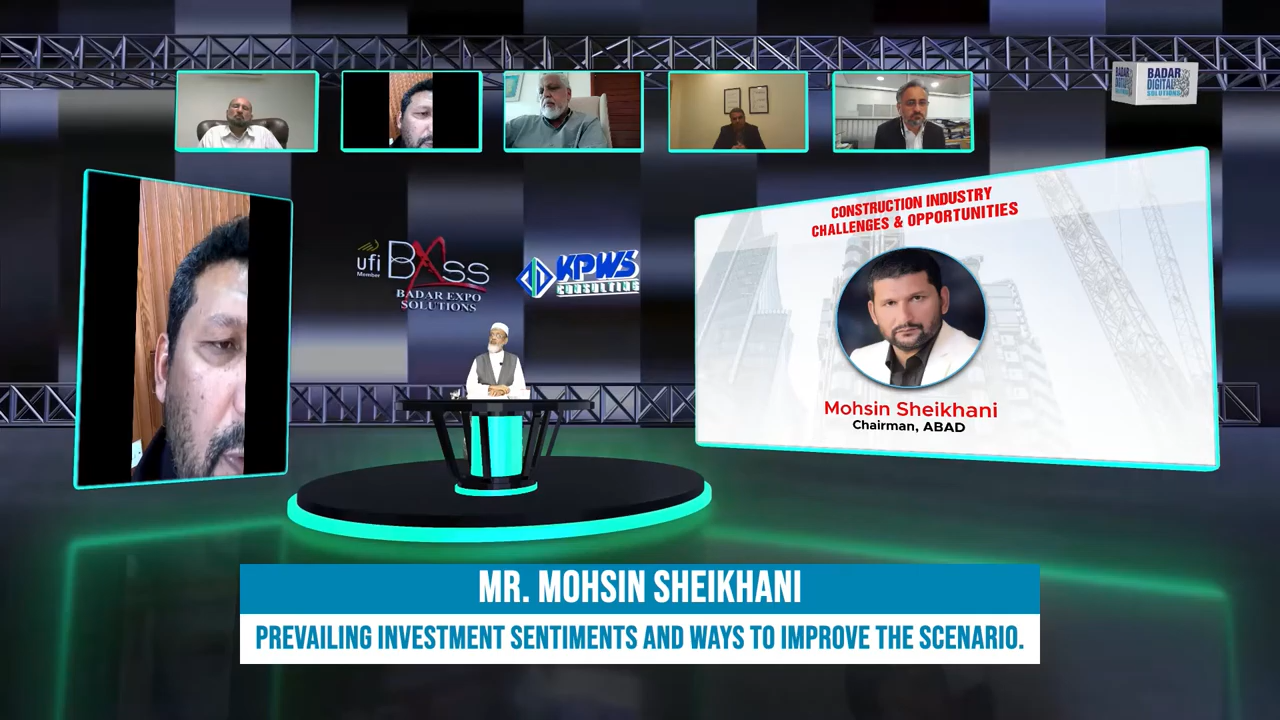 BADAR
DIGITAL
SOLUTIONS
CONSTRUCTION INDUSTRY
CHALLENGES & OPPORTUNITIES
ufi
Member
BASS
BADAR EXPO
SOLUTIONS
KPWS
CONSULTING
Mohsin Sheikhani
Chairman, ABAD
MR. MOHSIN SHEIKHANI
PREVAILING INVESTMENT SENTIMENTS AND WAYS TO IMPROVE THE SCENARIO.